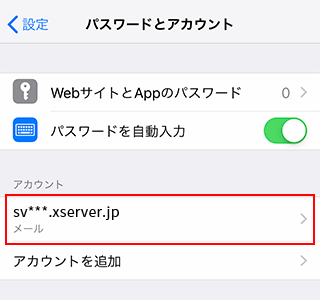 設定
パスワードとアカウント
WebサイトとAppのパスワード 0
パスワードを自動入力
アカウント
sv***.xserver.jp
メール
アカウントを追加